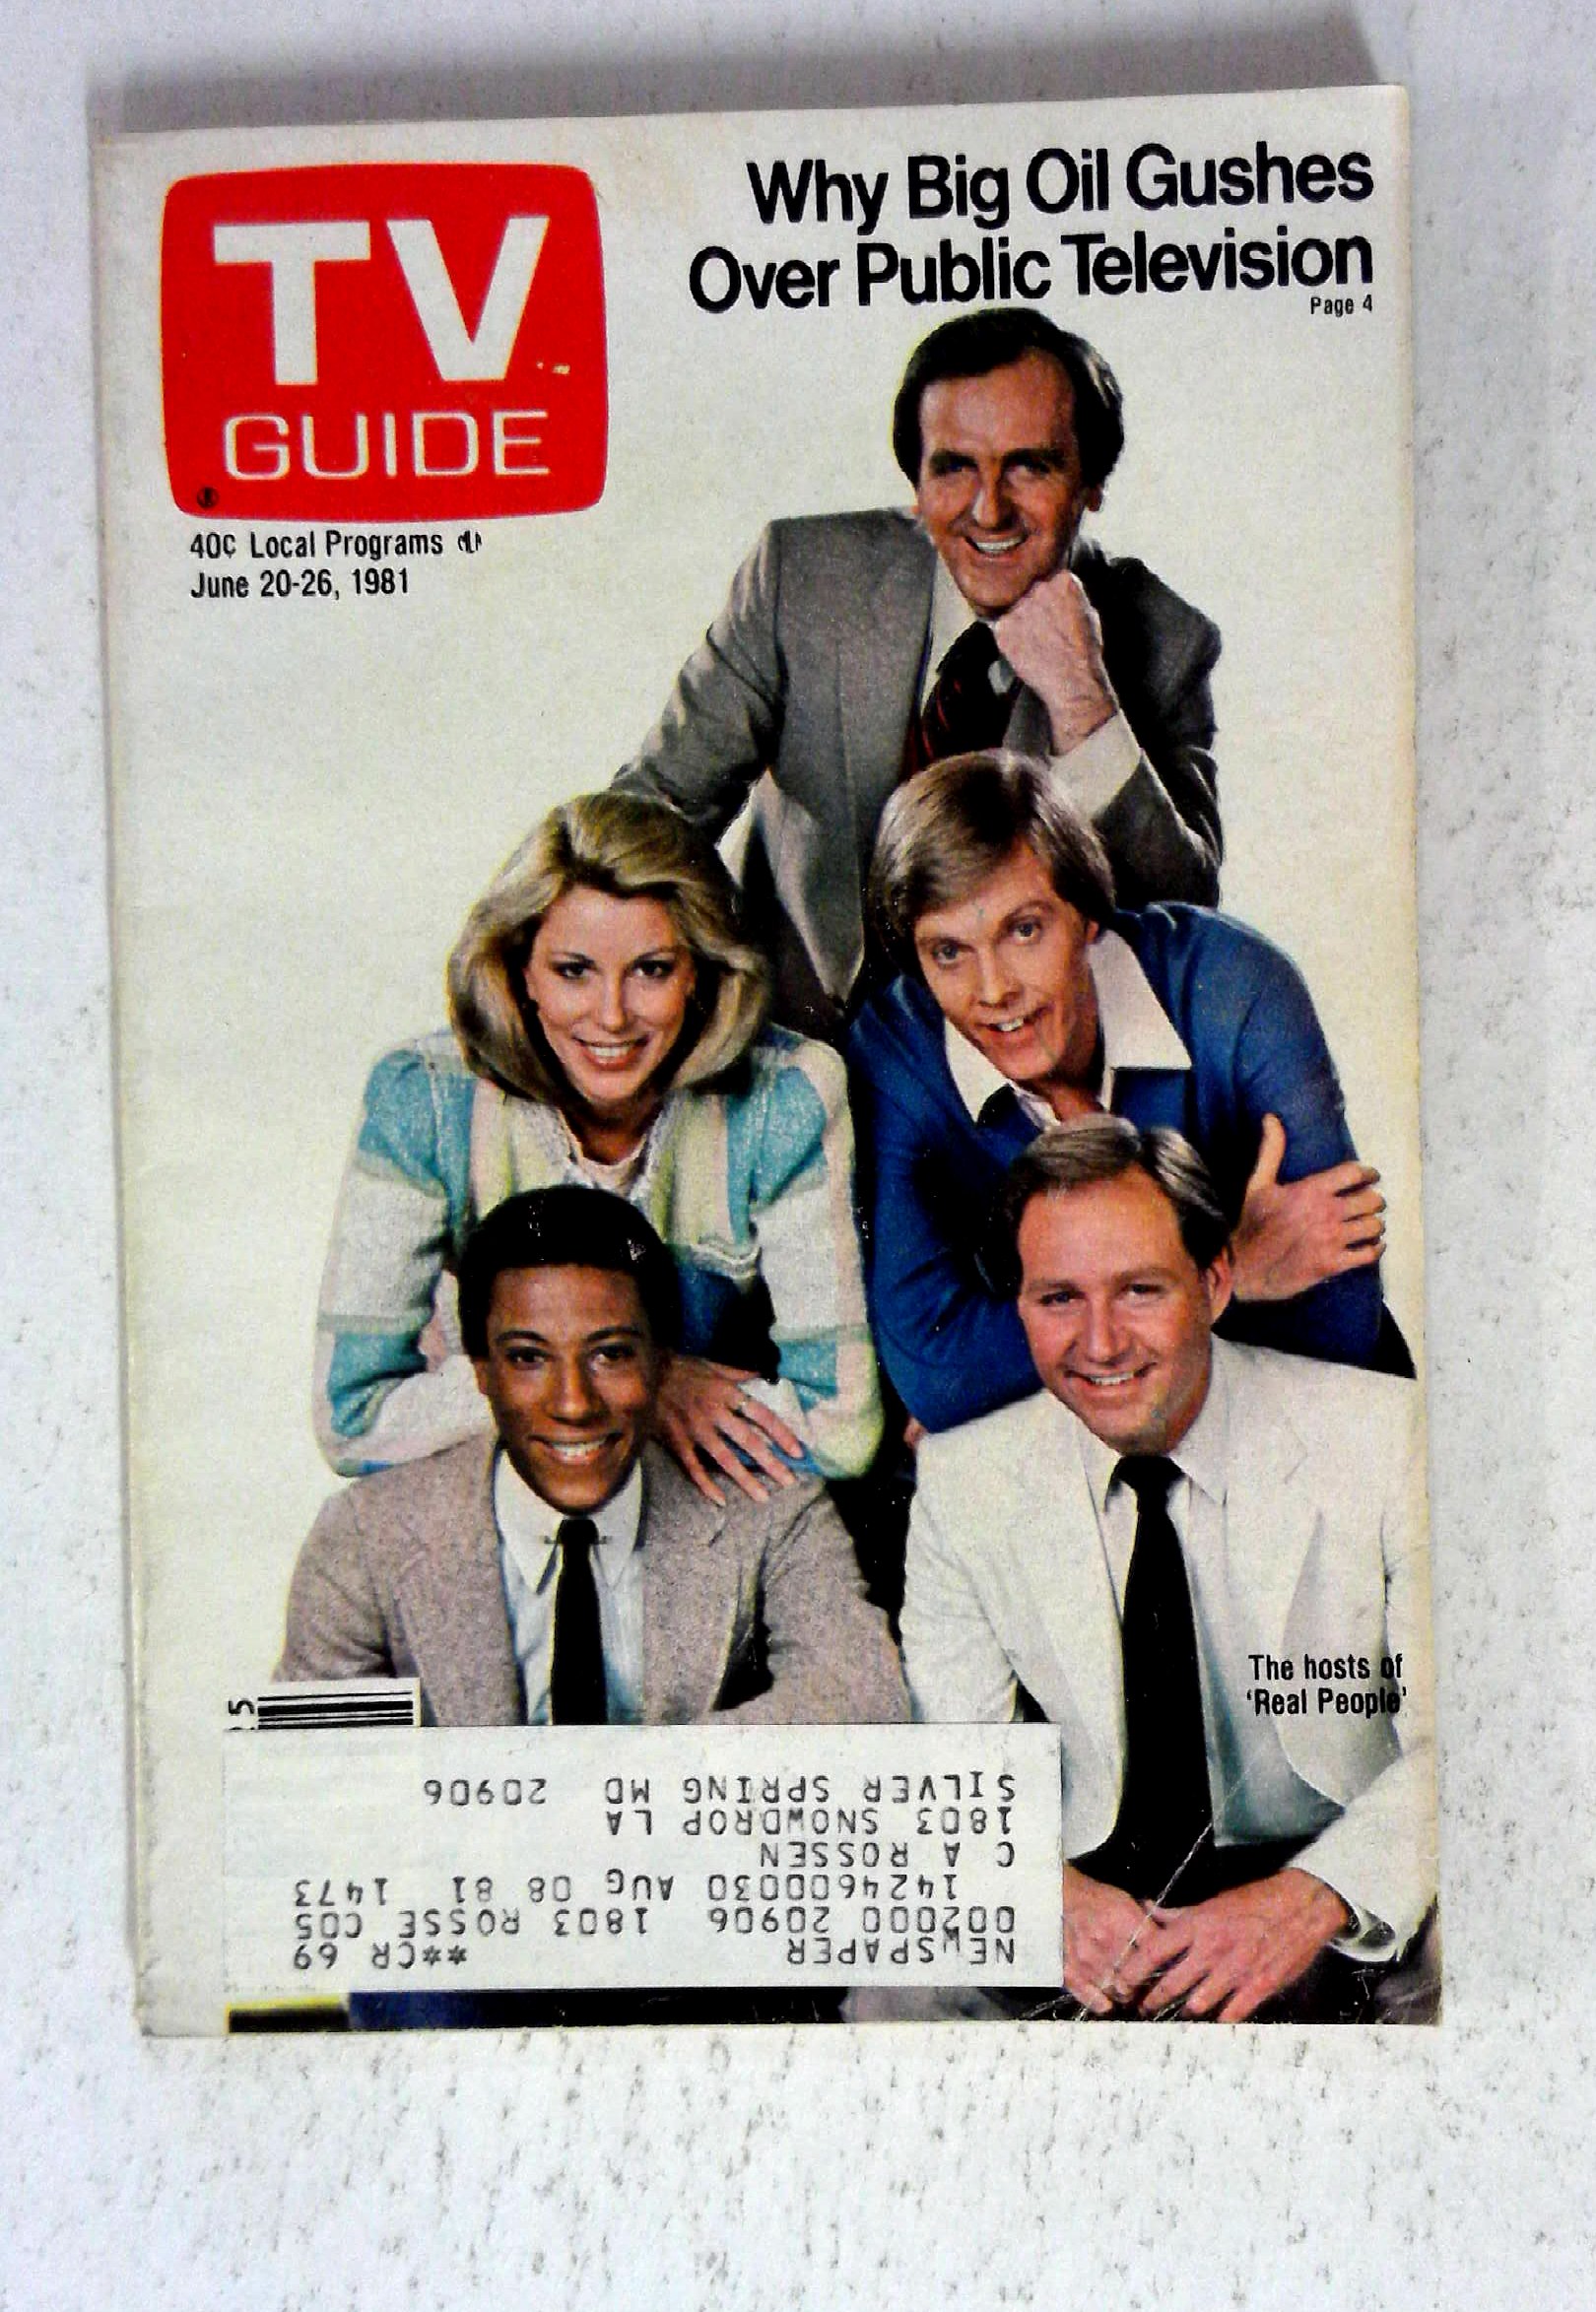 TV
GUIDE
®
Why Big Oil Gushes
Over Public Television
Page 4
40¢ Local Programs
June 20-26, 1981
The hosts of
‘Real People’
NEWSPAPER **CR 69
002000 20906 1803 ROSSE C05
1424600030 AUG 08 81 1473
C A ROSSEN
1803 SNOWDROP LA
SILVER SPRING MD 20906